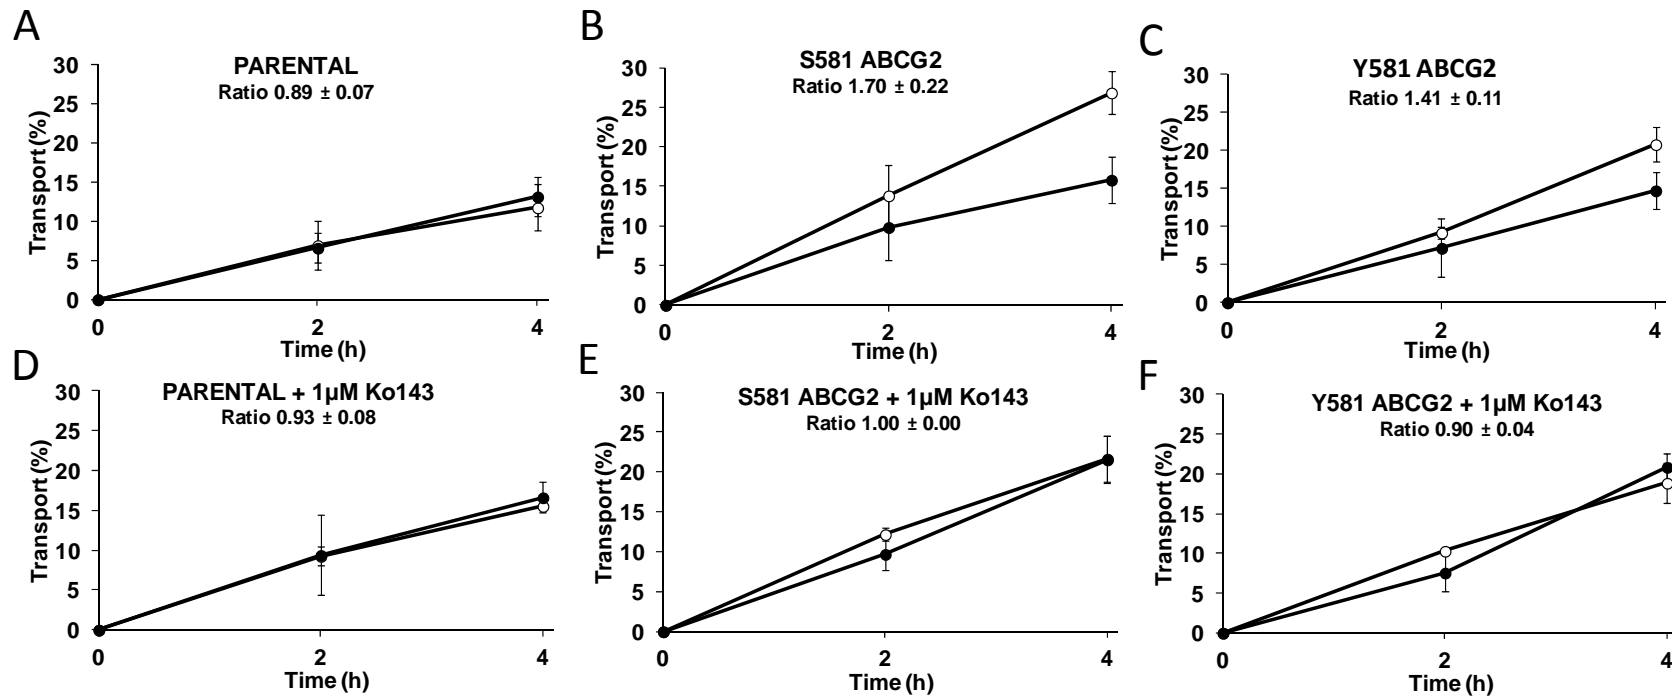 A
PARENTAL
Ratio 0.89 ± 0.07
Transport (%)
30
25
20
15
10
5
0
0 2 4
Time (h)
B
S581 ABCG2
Ratio 1.70 ± 0.22
Transport (%)
30
25
20
15
10
5
0
0 2 4
Time (h)
C
Y581 ABCG2
Ratio 1.41 ± 0.11
Transport (%)
30
25
20
15
10
5
0
0 2 4
Time (h)
D
PARENTAL + 1µM Ko143
Ratio 0.93 ± 0.08
Transport (%)
30
25
20
15
10
5
0
0 2 4
Time (h)
E
S581 ABCG2 + 1µM Ko143
Ratio 1.00 ± 0.00
Transport (%)
30
25
20
15
10
5
0
0 2 4
Time (h)
F
Y581 ABCG2 + 1µM Ko143
Ratio 0.90 ± 0.04
Transport (%)
30
25
20
15
10
5
0
0 2 4
Time (h)